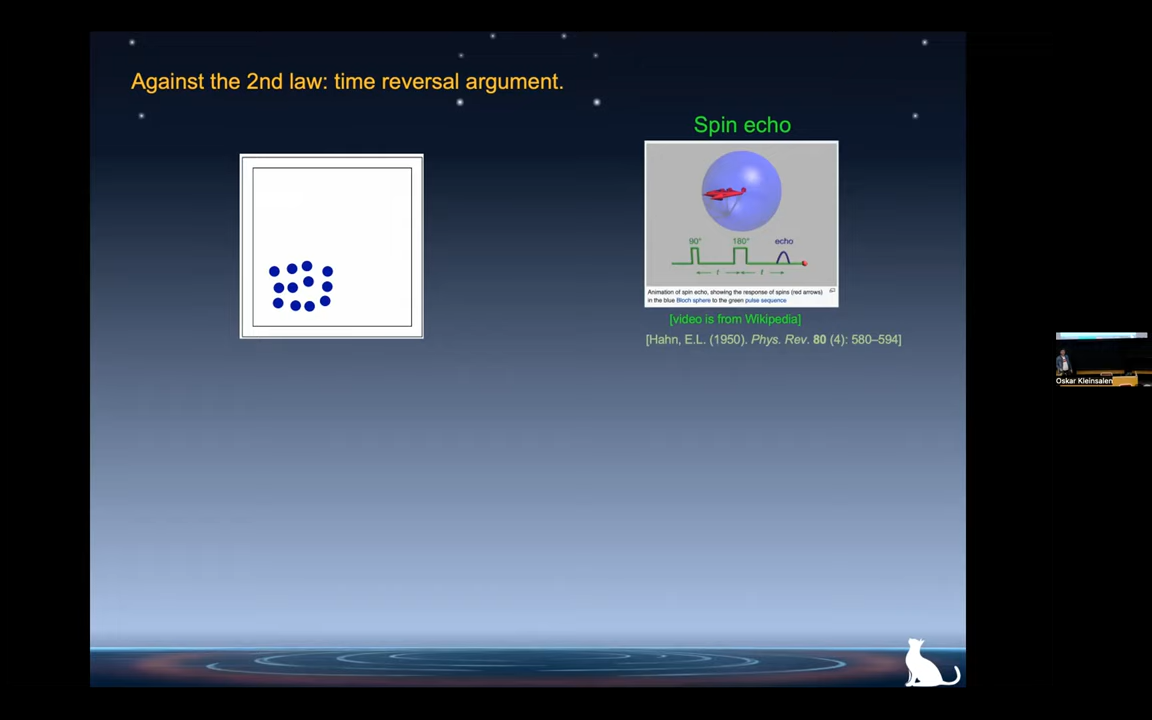 Against the 2nd law: time reversal argument.
Spin echo
90°
180°
echo
t
t
Animation of spin echo, showing the response of spins (red arrows)
in the blue Bloch sphere to the green pulse sequence
[video is from Wikipedia]
[Hahn, E.L. (1950). Phys. Rev. 80 (4): 580–594]
Oskar Kleinsalen